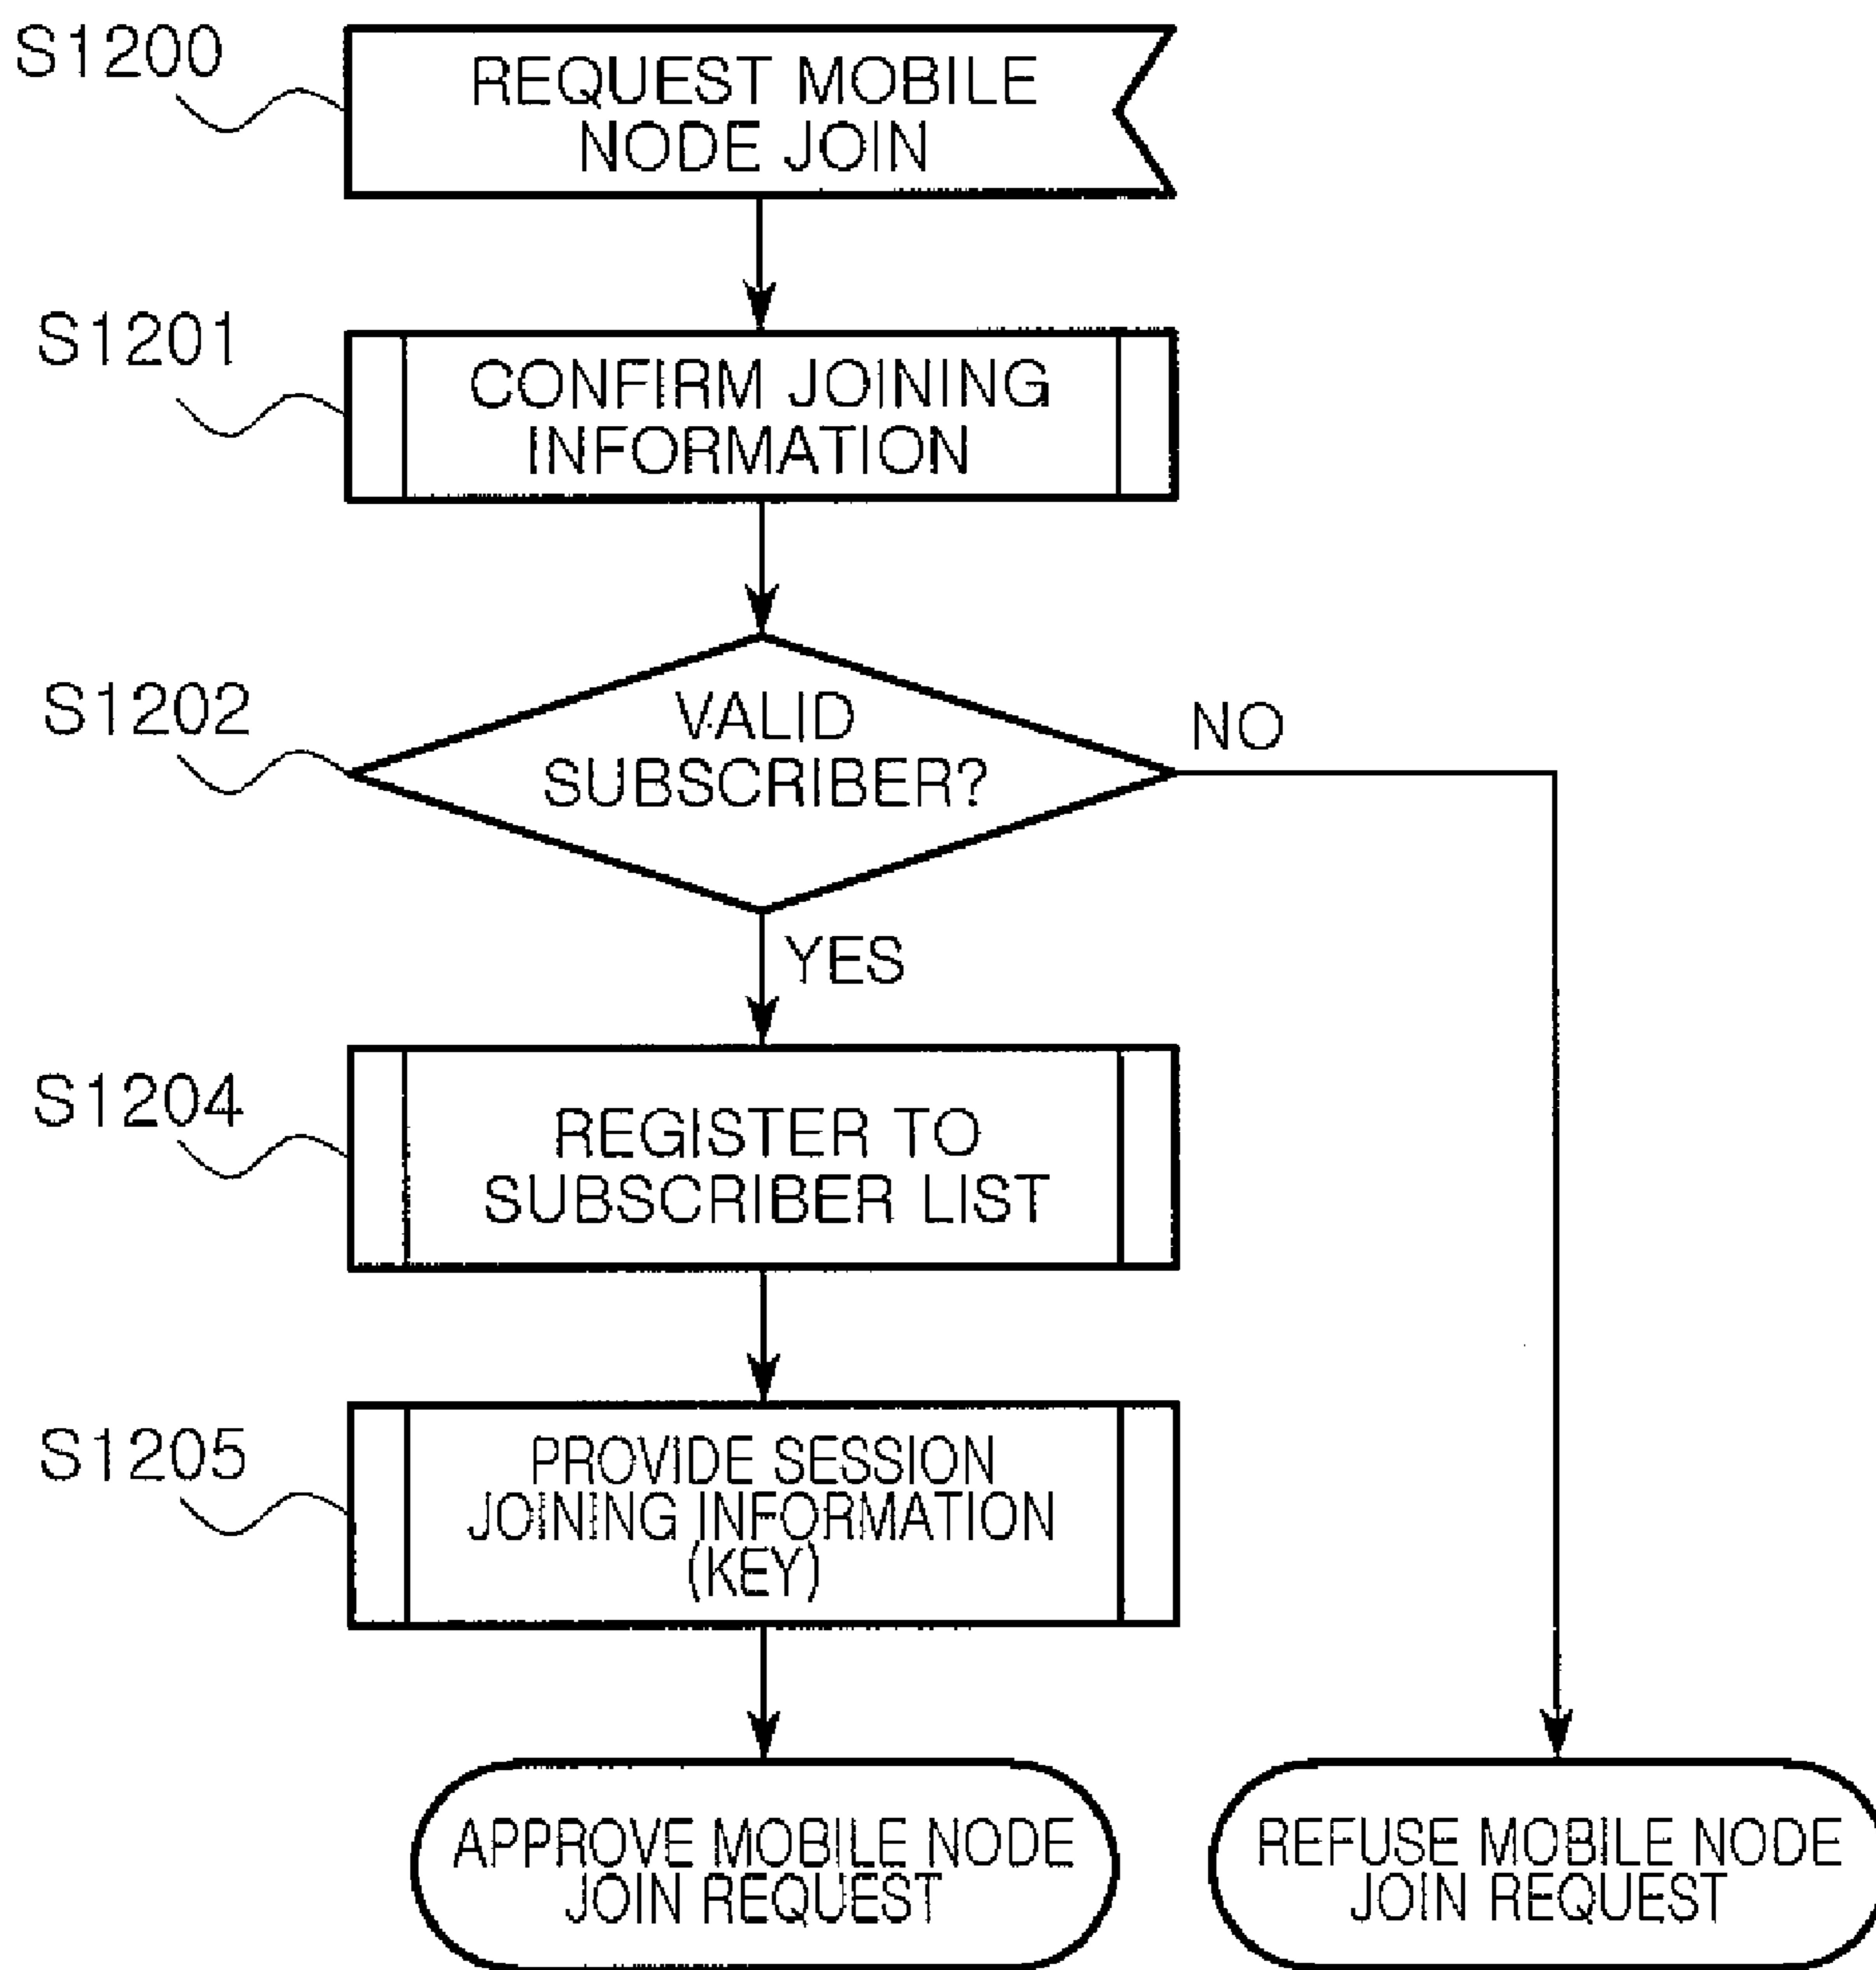 S1200
REQUEST MOBILE
NODE JOIN
S1201
CONFIRM JOINING
INFORMATION
S1202
VALID
SUBSCRIBER?
NO
YES
S1204
REGISTER TO
SUBSCRIBER LIST
S1205
PROVIDE SESSION
JOINING INFORMATION
(KEY)
APPROVE MOBILE NODE
JOIN REQUEST
REFUSE MOBILE NODE
JOIN REQUEST